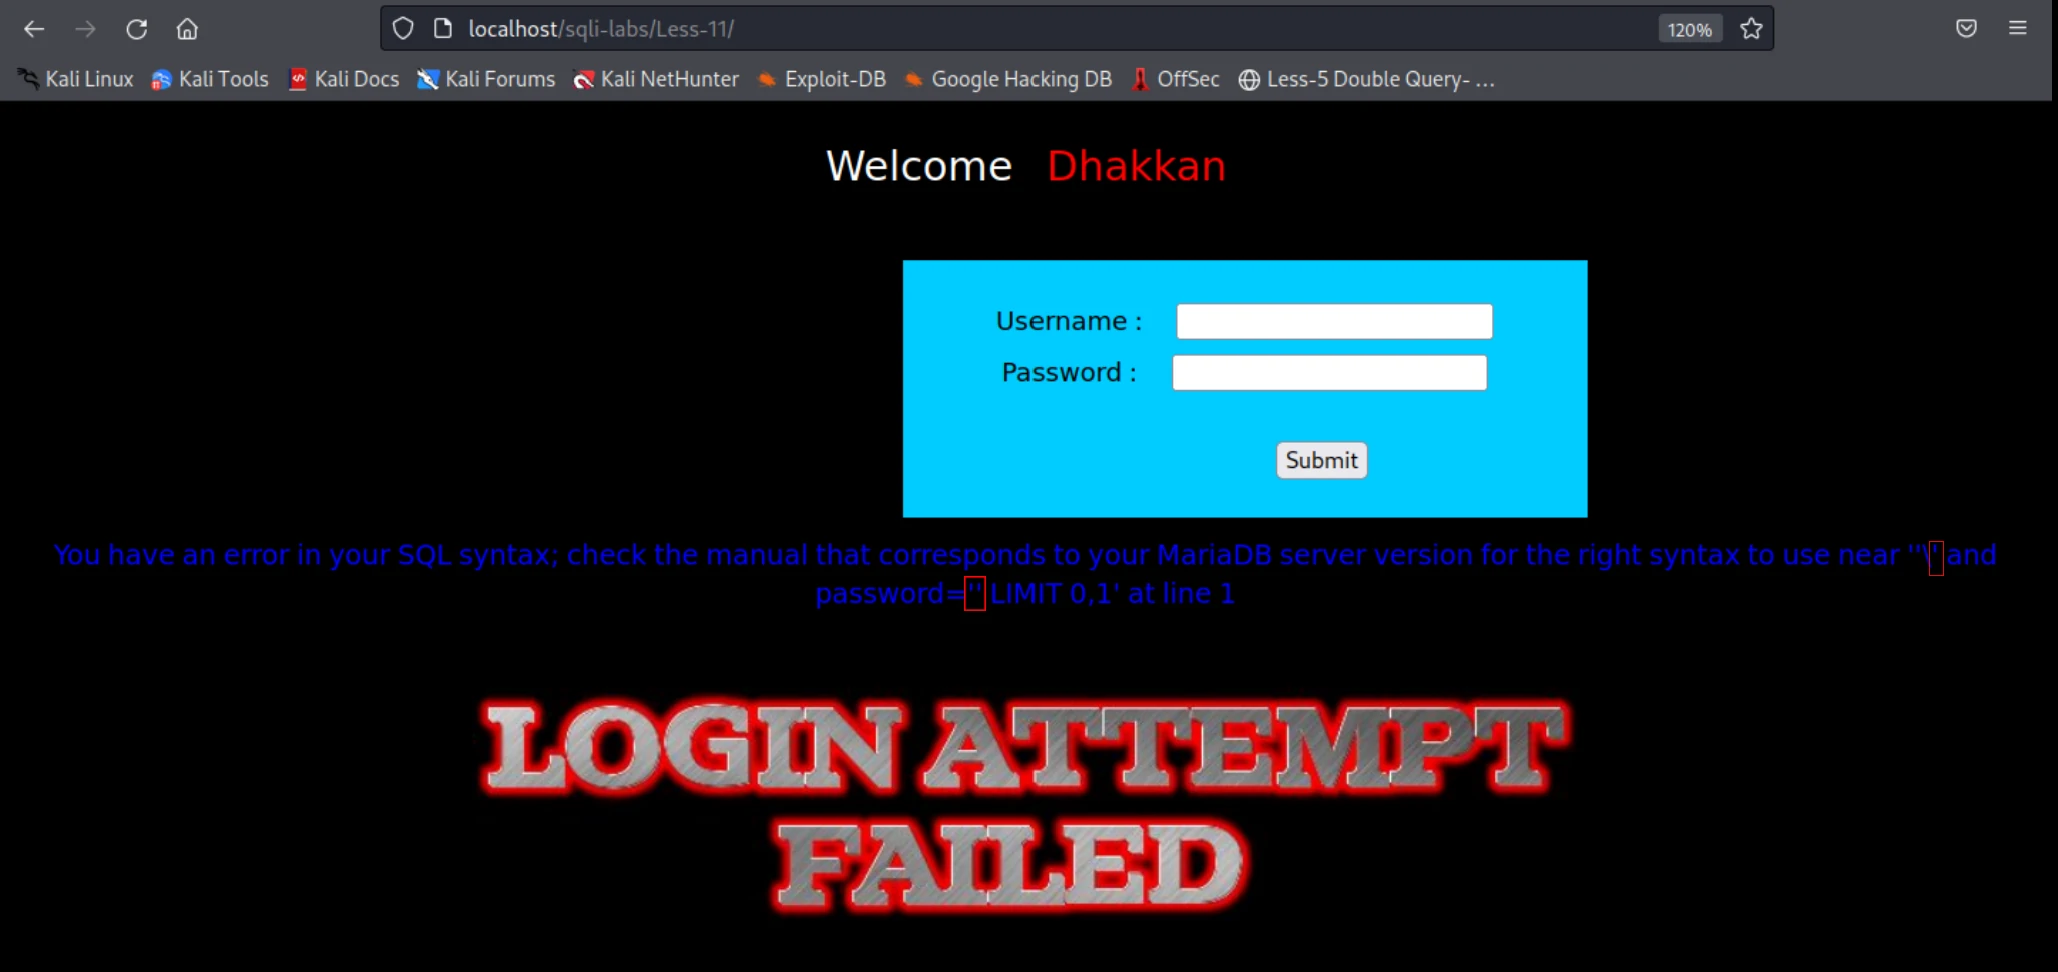 localhost/sqli-labs/Less-11/
120%
Kali Linux Kali Tools Kali Docs Kali Forums Kali NetHunter Exploit-DB Google Hacking DB OffSec Less-5 Double Query- ...
Welcome Dhakkan
Username :
Password :
Submit
You have an error in your SQL syntax; check the manual that corresponds to your MariaDB server version for the right syntax to use near ''\' and
password='' LIMIT 0,1' at line 1
LOGIN ATTEMPT
FAILED